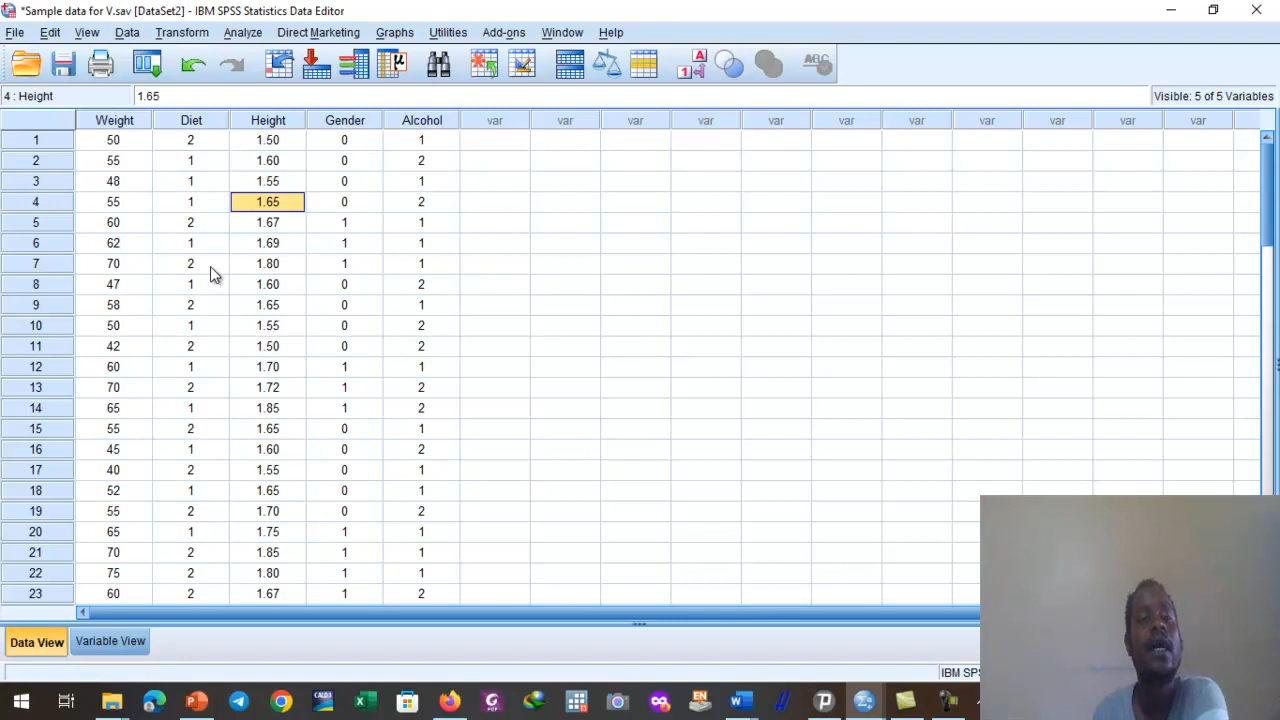 *Sample data for V.sav [DataSet2] - IBM SPSS Statistics Data Editor
File Edit View Data Transform Analyze Direct Marketing Graphs Utilities Add-ons Window Help
4 : Height 1.65 Visible: 5 of 5 Variables
Weight Diet Height Gender Alcohol var var var var var var var var var var var
1 50 2 1.50 0 1
2 55 1 1.60 0 2
3 48 1 1.55 0 1
4 55 1 1.65 0 2
5 60 2 1.67 1 1
6 62 1 1.69 1 1
7 70 2 1.80 1 1
8 47 1 1.60 0 2
9 58 2 1.65 0 1
10 50 1 1.55 0 2
11 42 2 1.50 0 2
12 60 1 1.70 1 1
13 70 2 1.72 1 2
14 65 1 1.85 1 2
15 55 2 1.65 0 1
16 45 1 1.60 0 2
17 40 2 1.55 0 1
18 52 1 1.65 0 1
19 55 2 1.70 0 2
20 65 1 1.75 1 1
21 70 2 1.85 1 1
22 75 2 1.80 1 1
23 60 2 1.67 1 2
Data View Variable View
IBM SPS